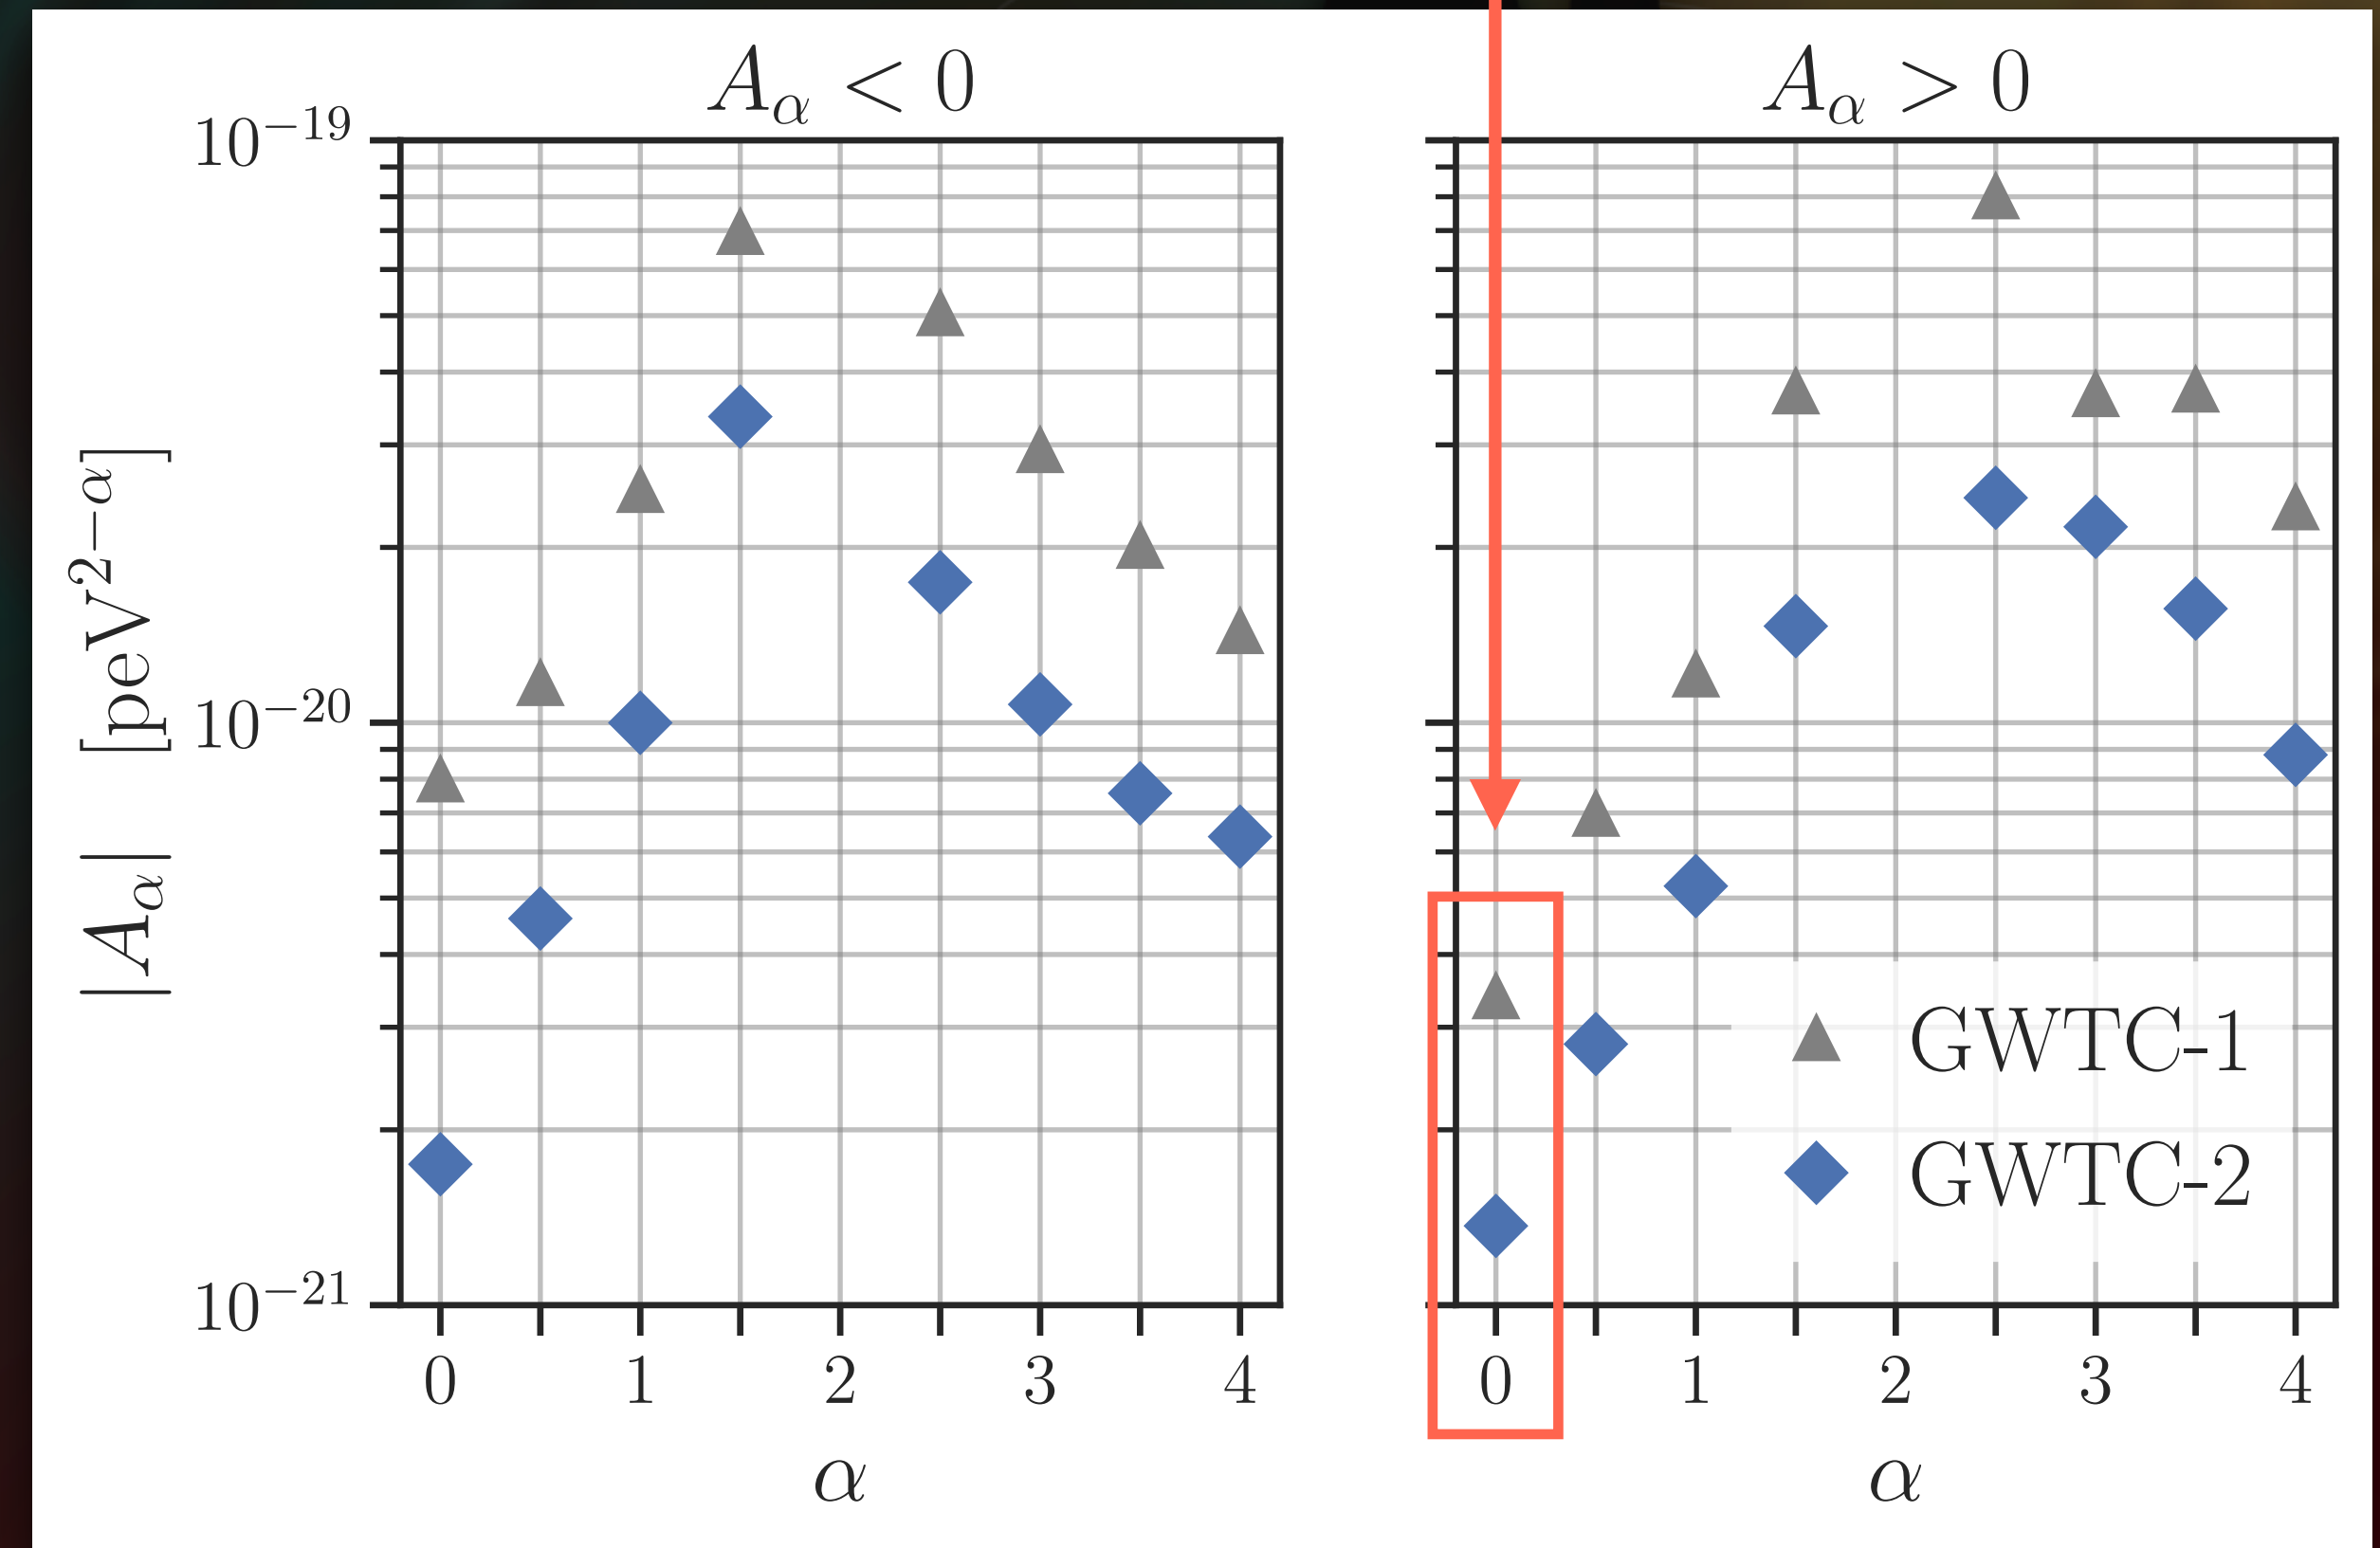 A_α < 0
A_α > 0
|A_α| [peV^{2−α}]
10^{−19}
10^{−20}
10^{−21}
0 1 2 3 4
α
0 1 2 3 4
α
GWTC-1
GWTC-2